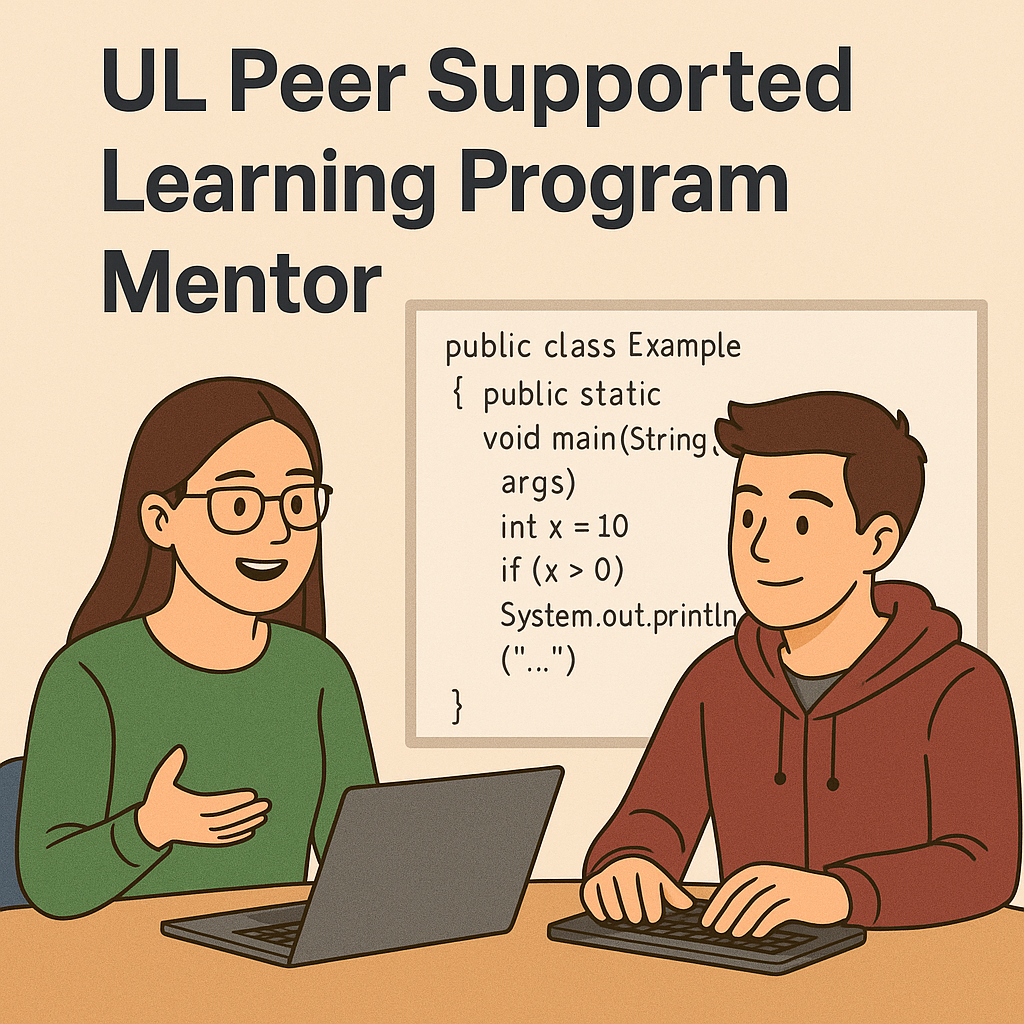 UL Peer Supported
Learning Program
Mentor
public class Example
{ public static
void main(String
args)
int x = 10
if (x > 0)
System.out.println
("...")
}